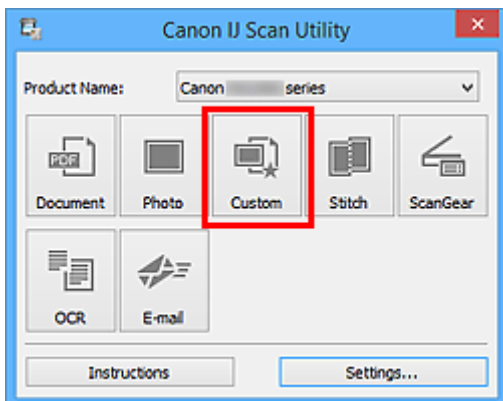 Canon IJ Scan Utility
Product Name: Canon series
PDF
Document Photo Custom Stitch ScanGear
OCR E-mail
Instructions Settings...